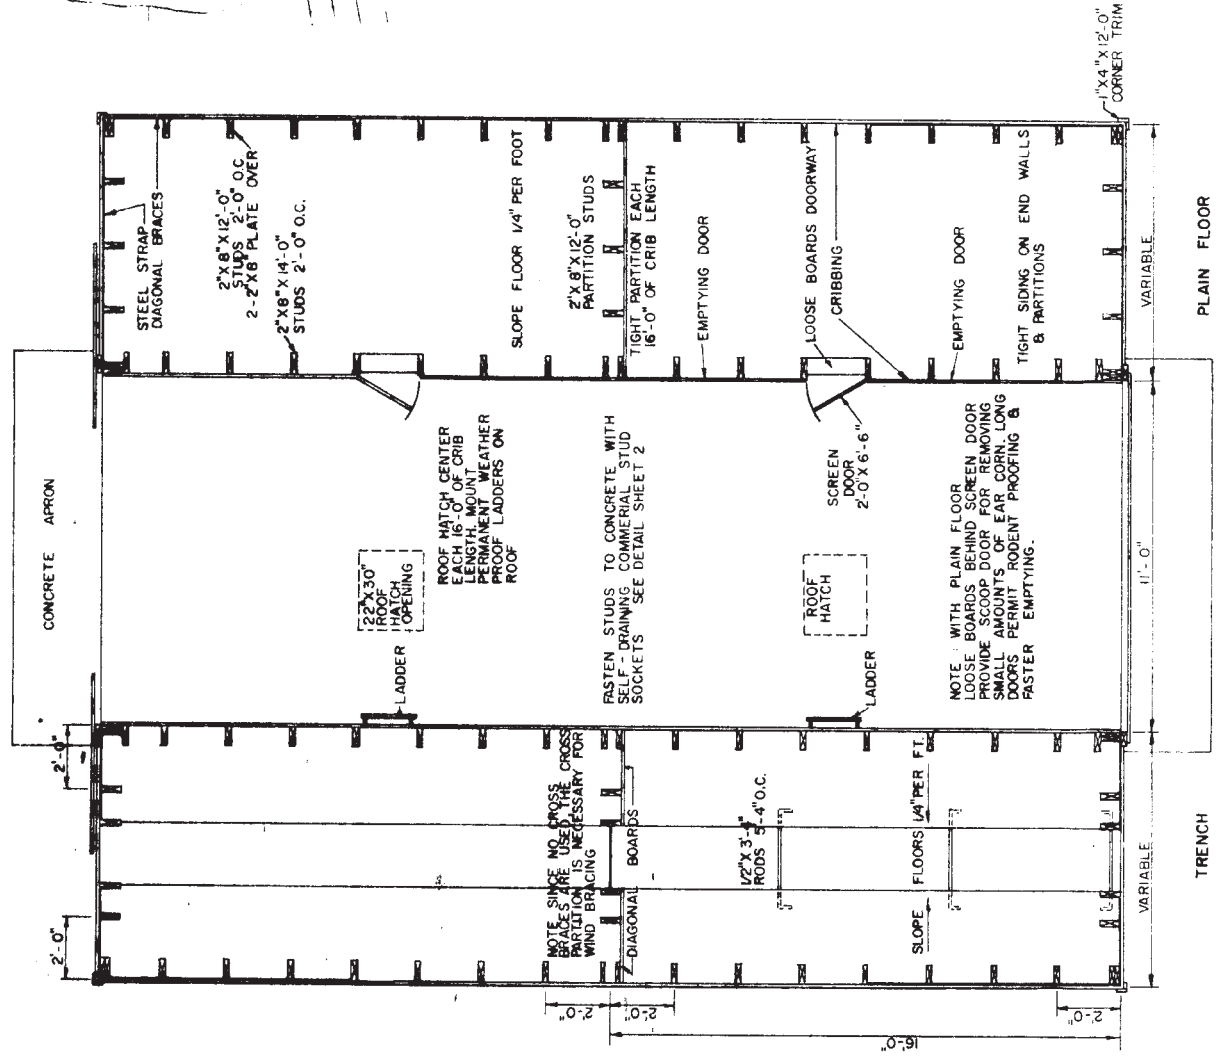 CONCRETE APRON
STEEL STRAP
DIAGONAL BRACES
2"X 8"X 12'-0"
STUDS 2'-0" O.C
2-2"X8" PLATE OVER
2"X8"X14'-0"
STUDS 2'-0" O.C.
SLOPE FLOOR 1/4" PER FOOT
2"X 8"X 12'-0"
PARTITION STUDS
TIGHT PARTITION EACH
16'-0" OF CRIB LENGTH
EMPTYING DOOR
LOOSE BOARDS DOORWAY
CRIBBING
EMPTYING DOOR
TIGHT SIDING ON END WALLS
& PARTITIONS
1"X4"X12'-0"
CORNER TRIM
VARIABLE
PLAIN FLOOR
22"X30"
ROOF
HATCH
OPENING
LADDER
ROOF HATCH CENTER
EACH 16'-0" OF CRIB
LENGTH. MOUNT
PERMANENT WEATHER
PROOF LADDERS ON
ROOF
FASTEN STUDS TO CONCRETE WITH
SELF-DRAINING COMMERIAL STUD
SOCKETS SEE DETAIL SHEET 2
SCREEN
DOOR
2'-0"X 6'-6"
ROOF
HATCH
LADDER
NOTE : WITH PLAIN FLOOR
LOOSE BOARDS BEHIND SCREEN DOOR
PROVIDE SCOOP DOOR FOR REMOVING
SMALL AMOUNTS OF EAR CORN. LONG
DOORS PERMIT RODENT PROOFING &
FASTER EMPTYING.
11'-0"
2'-0"
2'-0"
NOTE SINCE NO CROSS
BRACES ARE USED THE CROSS
PARTITION IS NECESSARY FOR
WIND BRACING
DIAGONAL BOARDS
1/2"X 3'-4"
RODS 5'-4"O.C.
SLOPE FLOORS 1/4" PER FT.
VARIABLE
TRENCH
2'-0"
2'-0"
2'-0"
16'-0"